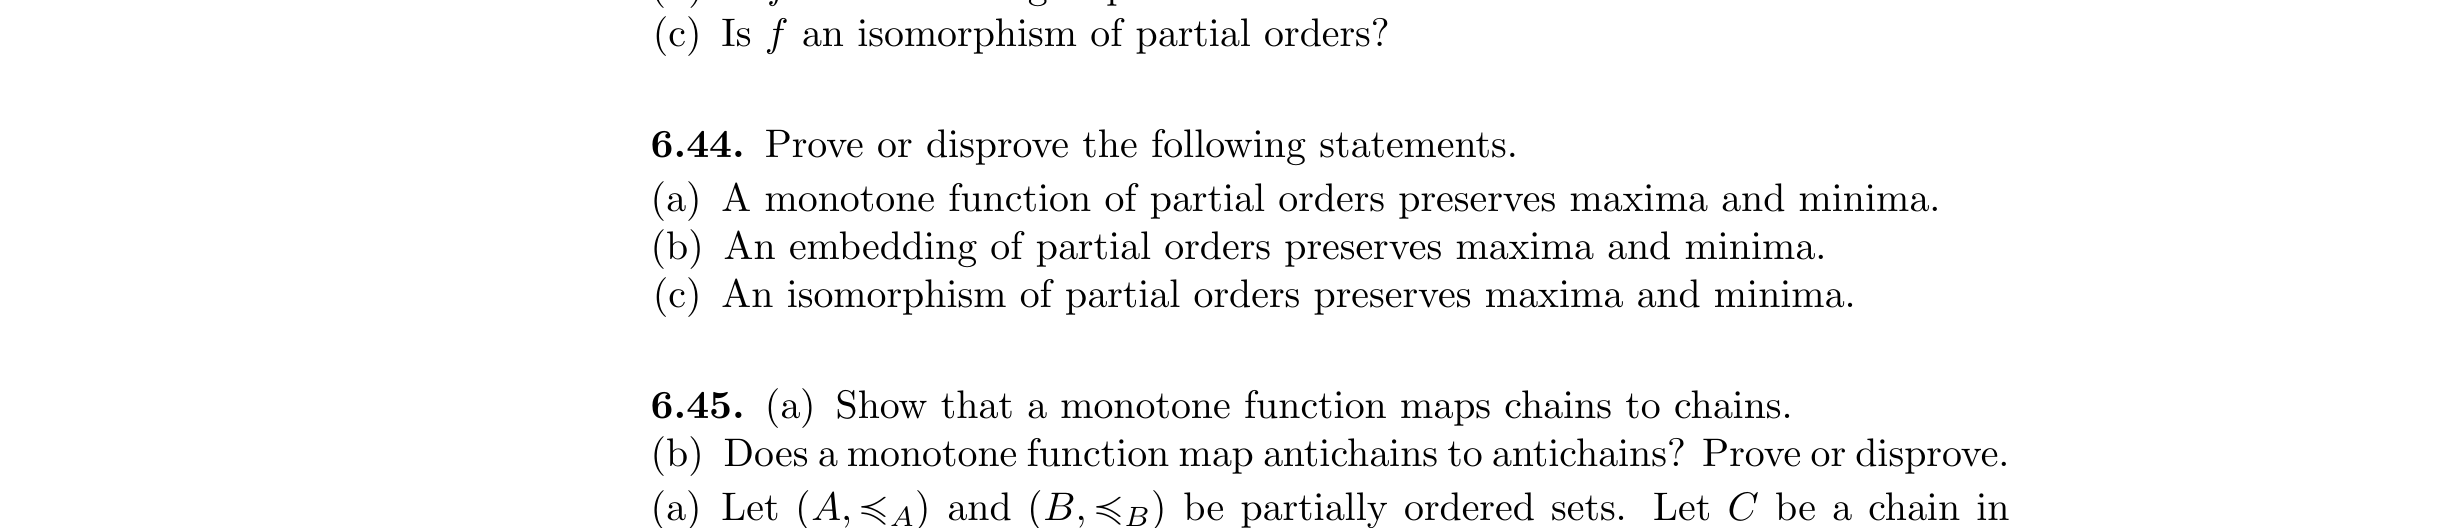 (c) Is f an isomorphism of partial orders?
6.44. Prove or disprove the following statements.
(a) A monotone function of partial orders preserves maxima and minima.
(b) An embedding of partial orders preserves maxima and minima.
(c) An isomorphism of partial orders preserves maxima and minima.
6.45. (a) Show that a monotone function maps chains to chains.
(b) Does a monotone function map antichains to antichains? Prove or disprove.
(a) Let (A, ≼_A) and (B, ≼_B) be partially ordered sets. Let C be a chain in